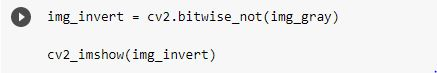 img_invert = cv2.bitwise_not(img_gray)
cv2_imshow(img_invert)